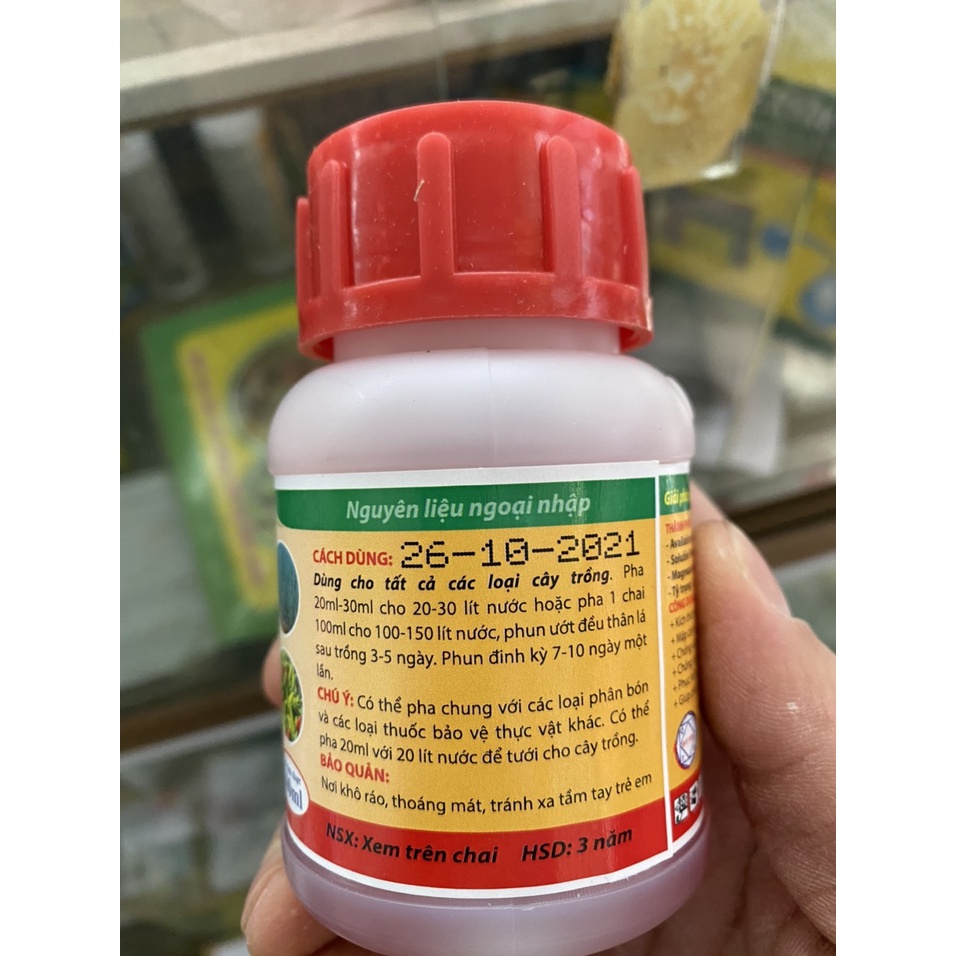 Nguyên liệu ngoại nhập
CÁCH DÙNG: 26-10-2021
Dùng cho tất cả các loại cây trồng. Pha
20ml-30ml cho 20-30 lít nước hoặc pha 1 chai
100ml cho 100-150 lít nước, phun ướt đều thân lá
sau trồng 3-5 ngày. Phun đinh kỳ 7-10 ngày một
lần.
CHÚ Ý: Có thể pha chung với các loại phân bón
và các loại thuốc bảo vệ thực vật khác. Có thể
pha 20ml với 20 lít nước để tưới cho cây trồng.
BẢO QUẢN:
Nơi khô ráo, thoáng mát, tránh xa tầm tay trẻ em
NSX: Xem trên chai HSD: 3 năm